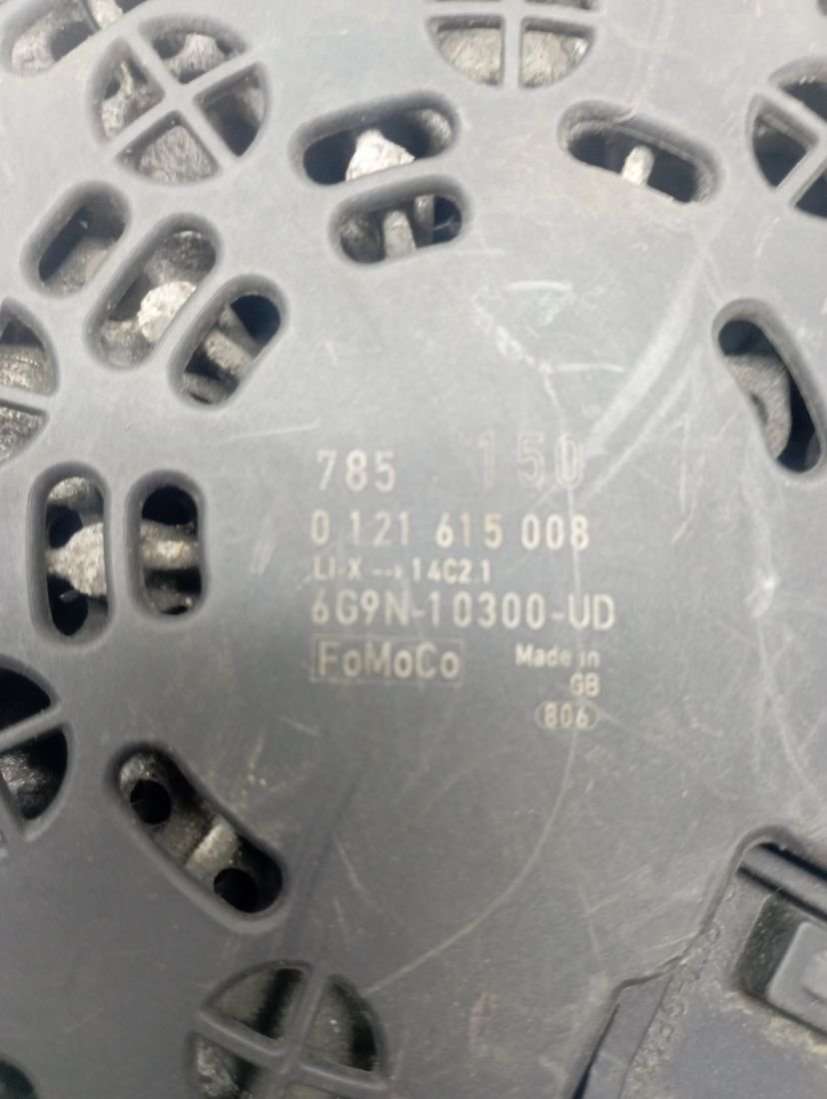 785 150
0 121 615 008
LI-X --> 14C21
6G9N-10300-UD
FoMoCo Made in
GB
806